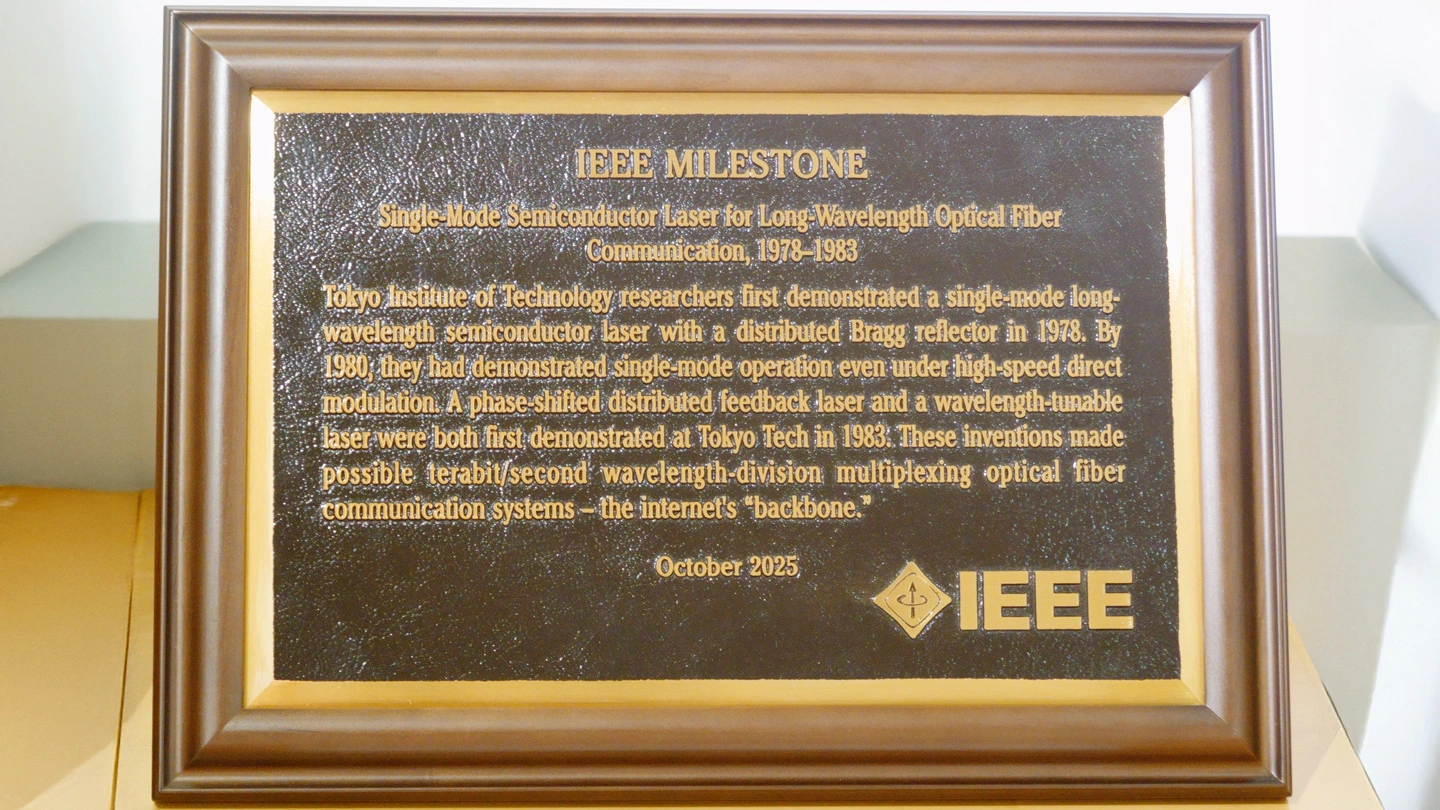 IEEE MILESTONE
Single-Mode Semiconductor Laser for Long-Wavelength Optical Fiber
Communication, 1978–1983
Tokyo Institute of Technology researchers first demonstrated a single-mode long-
wavelength semiconductor laser with a distributed Bragg reflector in 1978. By
1980, they had demonstrated single-mode operation even under high-speed direct
modulation. A phase-shifted distributed feedback laser and a wavelength-tunable
laser were both first demonstrated at Tokyo Tech in 1983. These inventions made
possible terabit/second wavelength-division multiplexing optical fiber
communication systems – the internet's “backbone.”
October 2025
IEEE